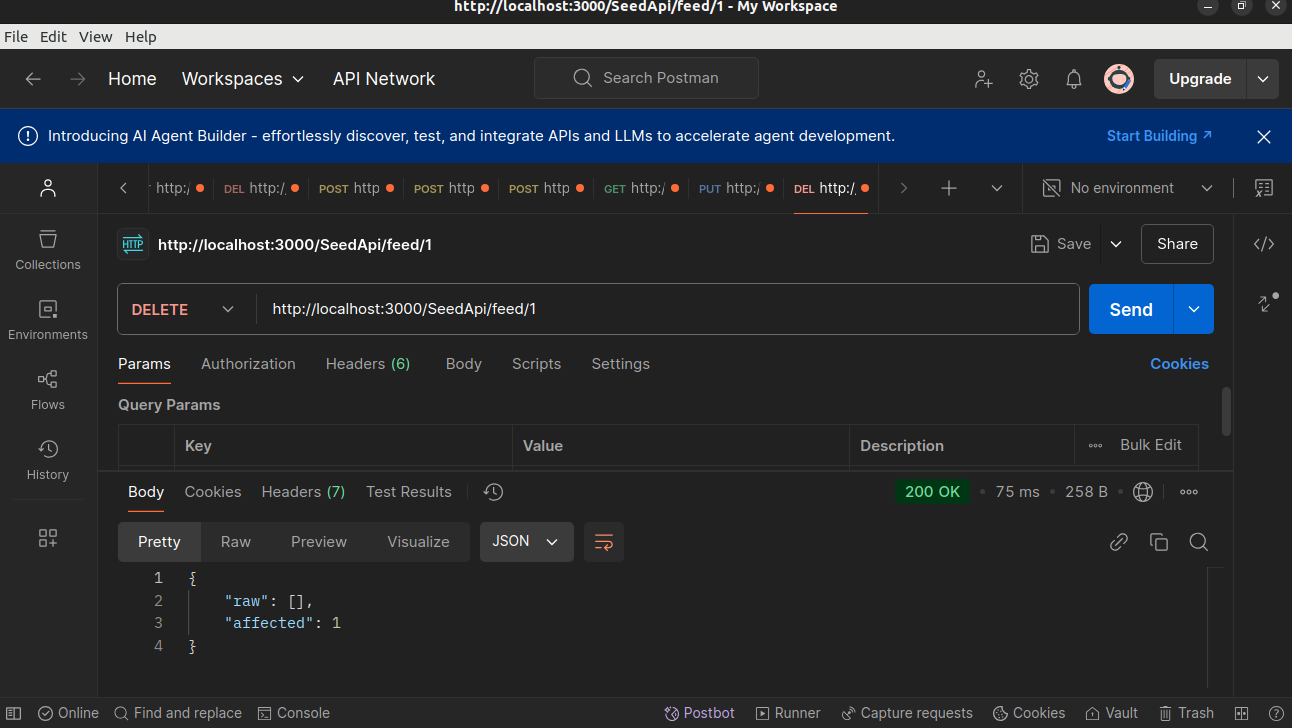 http://localhost:3000/SeedApi/feed/1 - My Workspace
File Edit View Help
Home Workspaces API Network Search Postman Upgrade
Introducing AI Agent Builder - effortlessly discover, test, and integrate APIs and LLMs to accelerate agent development. Start Building
http:/ DEL http:/ POST http POST http POST http GET http:/ PUT http:/ DEL http:/ No environment
HTTP http://localhost:3000/SeedApi/feed/1 Save Share
Collections
DELETE http://localhost:3000/SeedApi/feed/1 Send
Environments
Params Authorization Headers (6) Body Scripts Settings Cookies
Flows
Query Params
Key Value Description Bulk Edit
History
Body Cookies Headers (7) Test Results 200 OK 75 ms 258 B
Pretty Raw Preview Visualize JSON
1 {
2 "raw": [],
3 "affected": 1
4 }
Online Find and replace Console Postbot Runner Capture requests Cookies Vault Trash